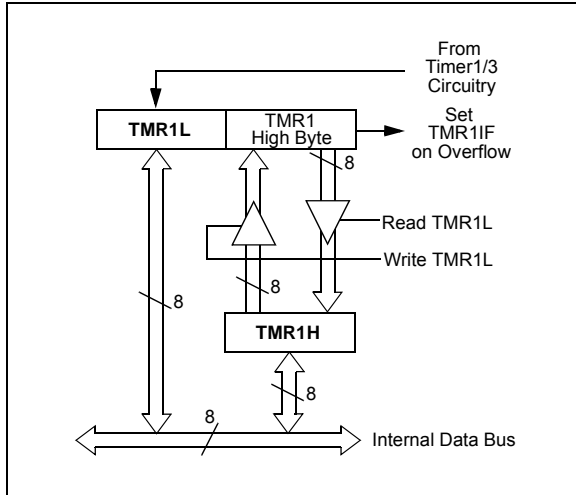 From
Timer1/3
Circuitry
TMR1L
TMR1
High Byte
Set
TMR1IF
on Overflow
8
Read TMR1L
Write TMR1L
8
8
TMR1H
8
8
Internal Data Bus